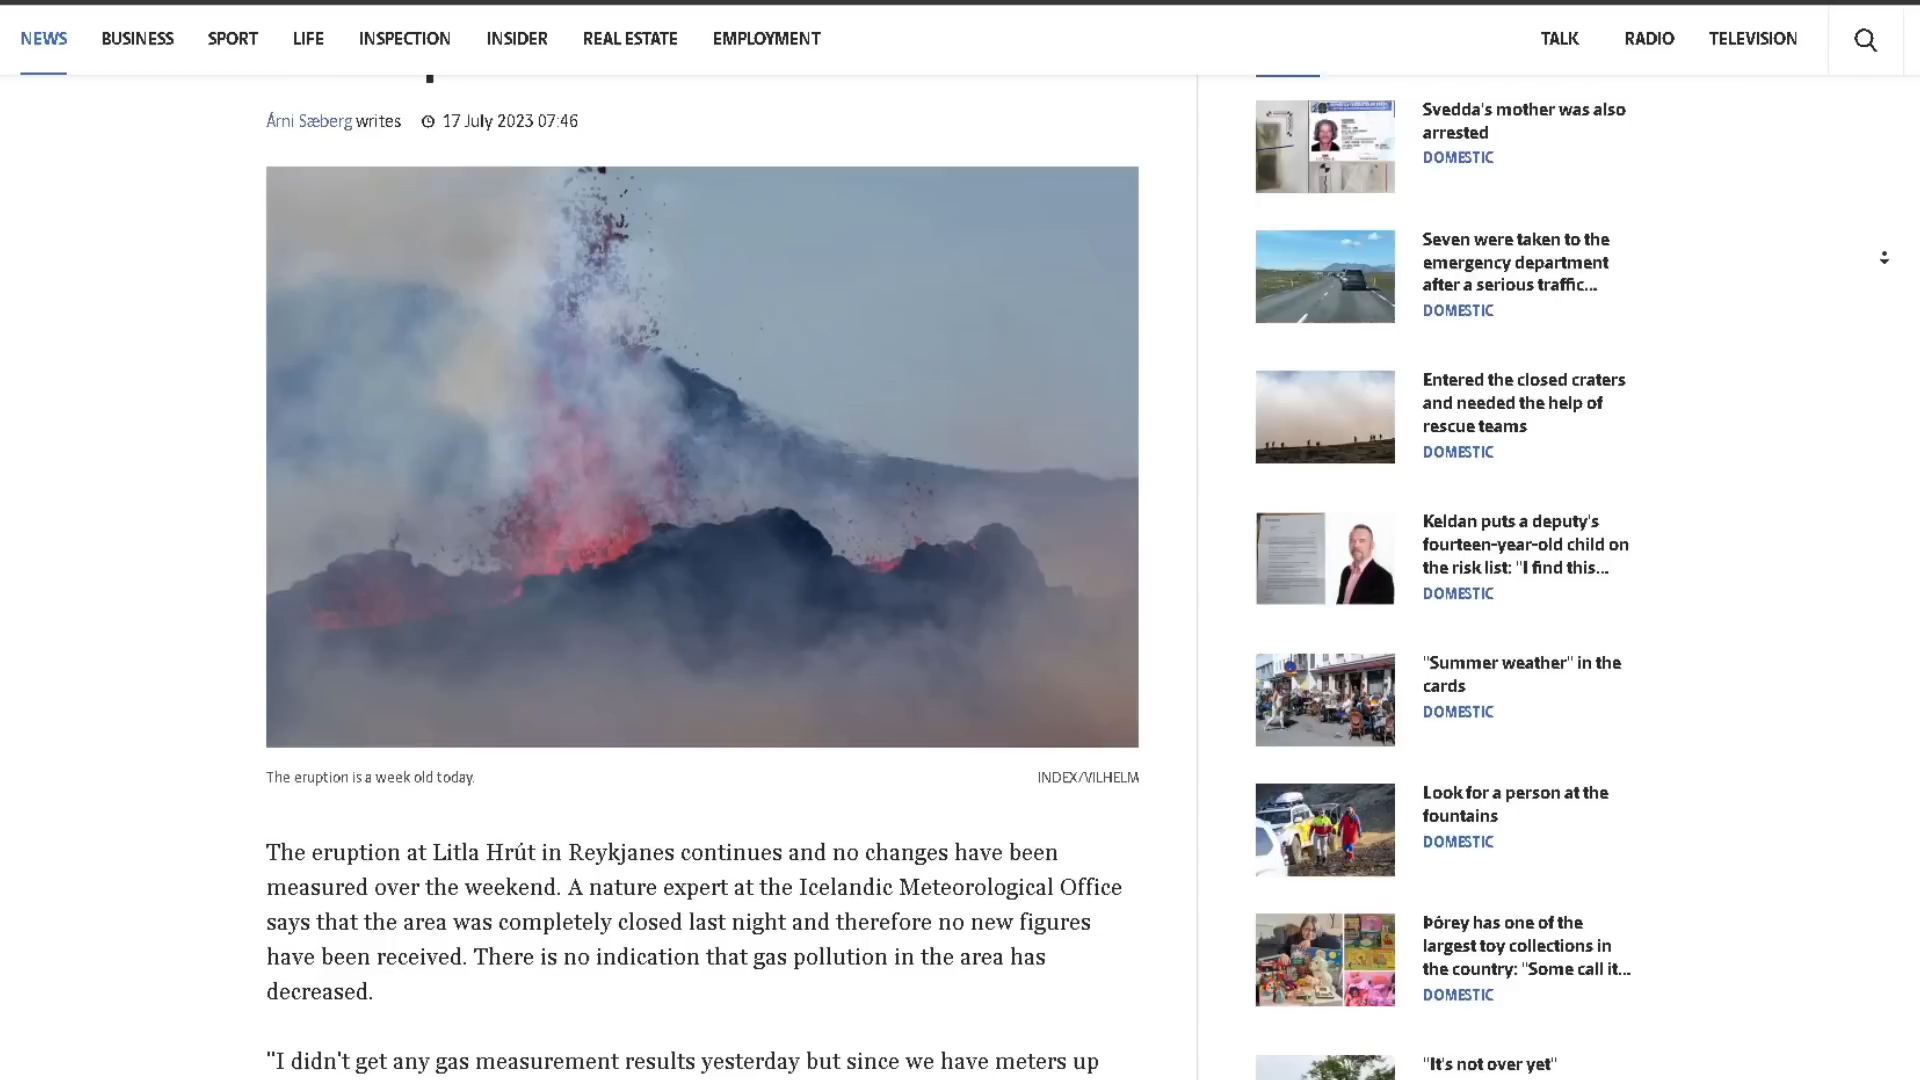 NEWS BUSINESS SPORT LIFE INSPECTION INSIDER REAL ESTATE EMPLOYMENT TALK RADIO TELEVISION
Árni Sæberg writes 17 July 2023 07:46
The eruption is a week old today. INDEX/VILHELM
The eruption at Litla Hrút in Reykjanes continues and no changes have been
measured over the weekend. A nature expert at the Icelandic Meteorological Office
says that the area was completely closed last night and therefore no new figures
have been received. There is no indication that gas pollution in the area has
decreased.
"I didn't get any gas measurement results yesterday but since we have meters up
Svedda's mother was also
arrested
DOMESTIC
Seven were taken to the
emergency department
after a serious traffic...
DOMESTIC
Entered the closed craters
and needed the help of
rescue teams
DOMESTIC
Keldan puts a deputy's
fourteen-year-old child on
the risk list: "I find this...
DOMESTIC
"Summer weather" in the
cards
DOMESTIC
Look for a person at the
fountains
DOMESTIC
Þórey has one of the
largest toy collections in
the country: "Some call it...
DOMESTIC
"It's not over yet"